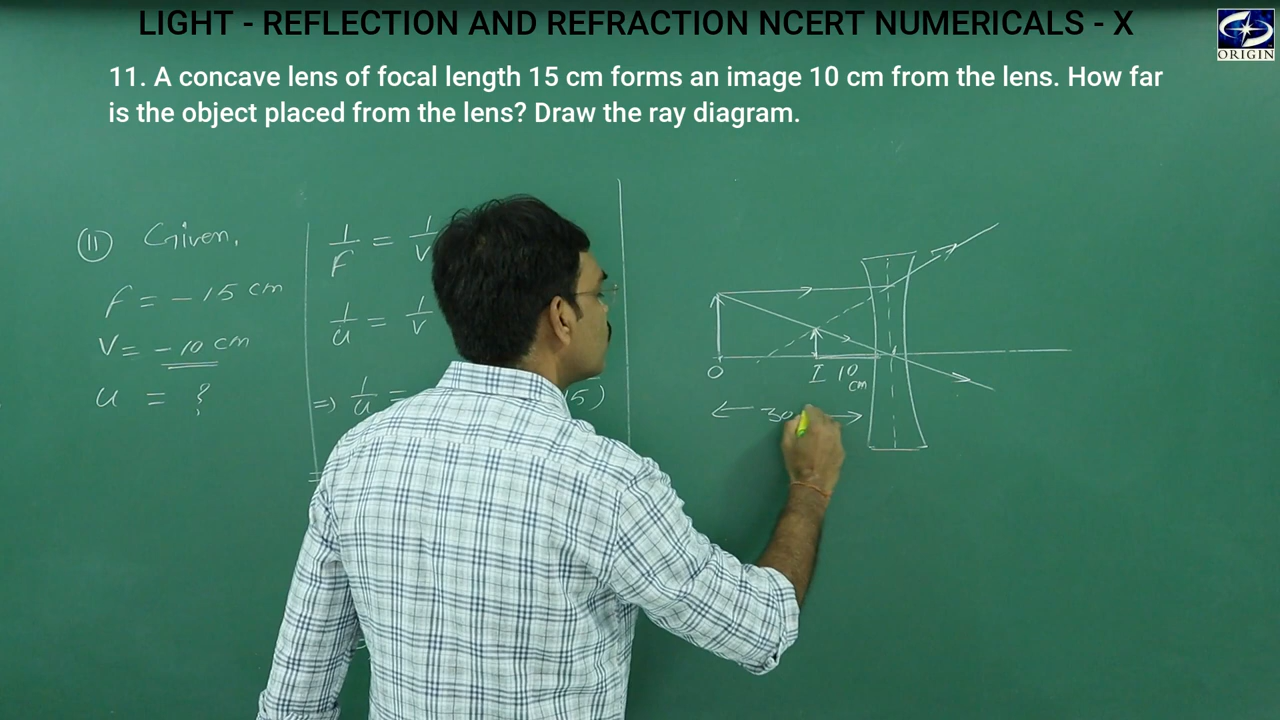 LIGHT - REFLECTION AND REFRACTION NCERT NUMERICALS - X
ORIGIN
11. A concave lens of focal length 15 cm forms an image 10 cm from the lens. How far
is the object placed from the lens? Draw the ray diagram.
11 Given,
f = -15 cm
V = -10 cm
u = ?
1/F = 1/V
1/u = 1/V
=> 1/u = 15)
=
O I 10 cm
30